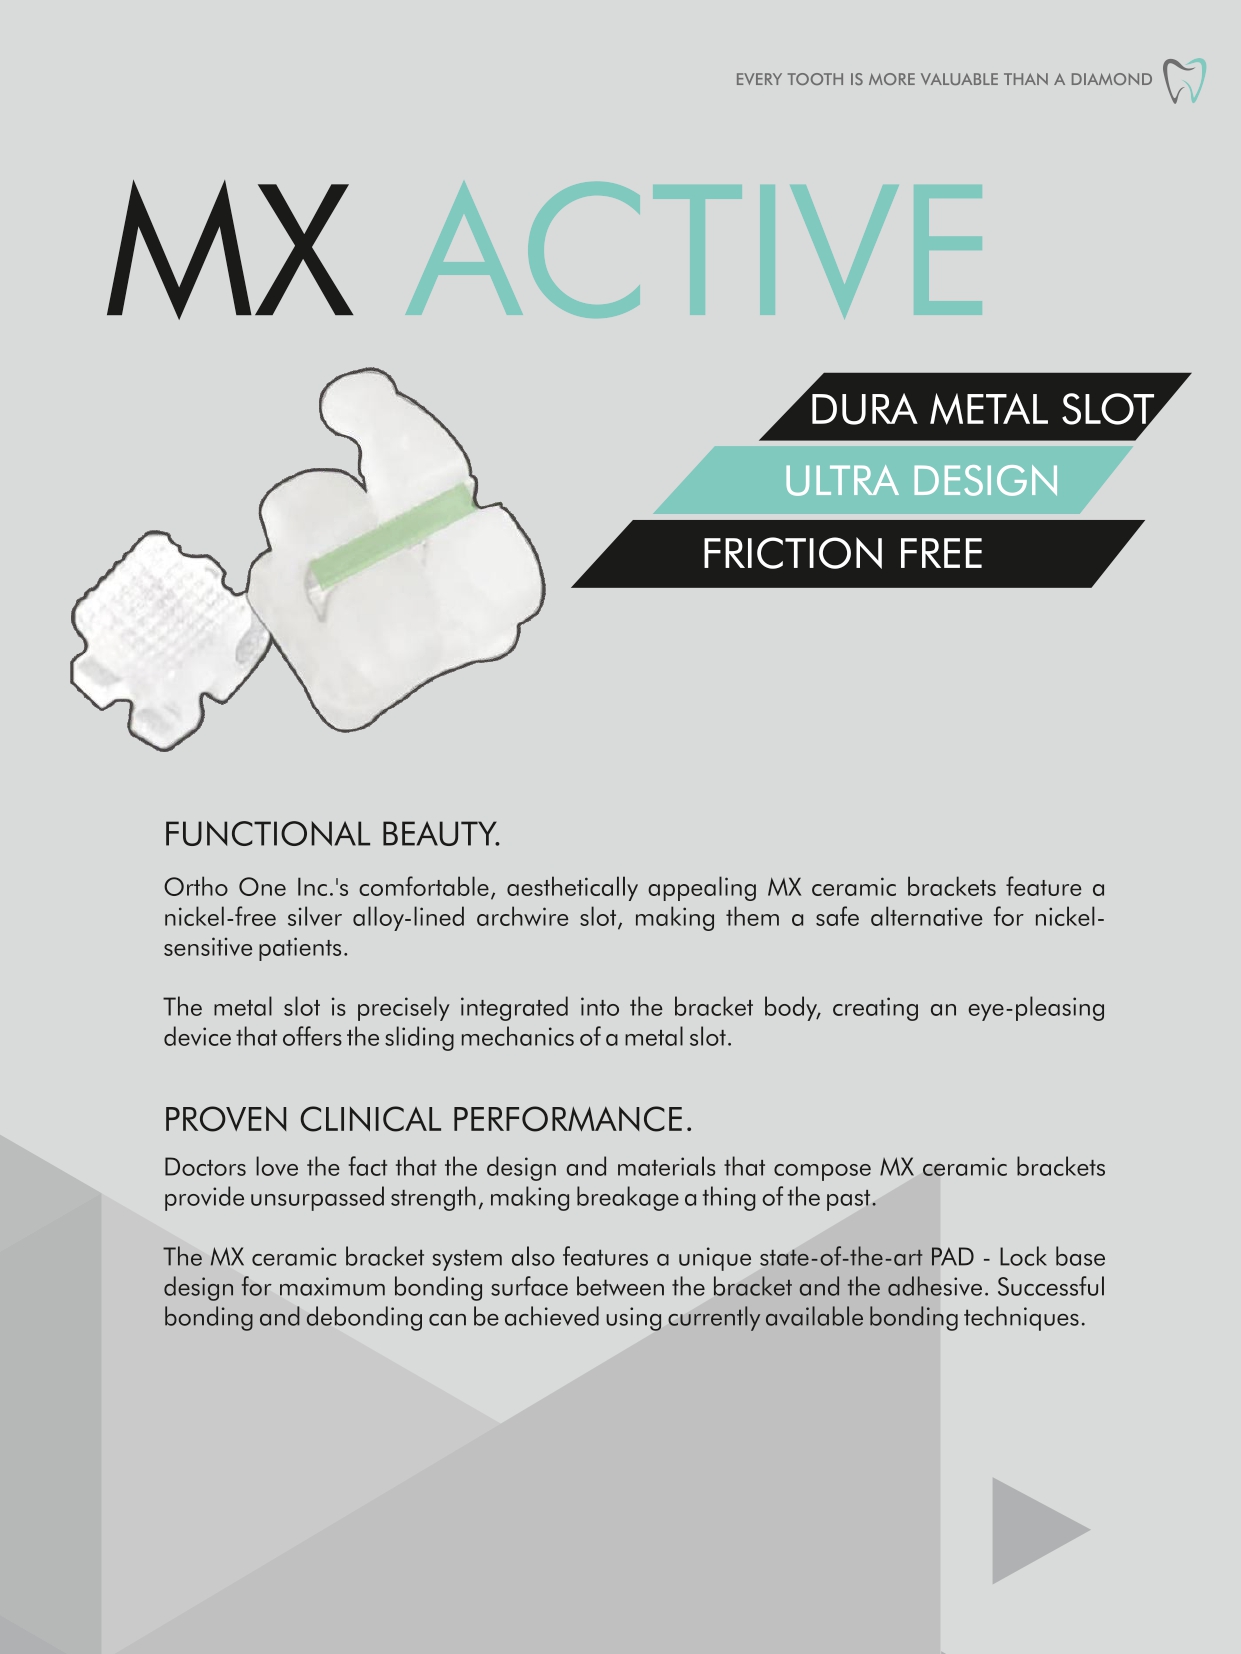 EVERY TOOTH IS MORE VALUABLE THAN A DIAMOND
MX ACTIVE
DURA METAL SLOT
ULTRA DESIGN
FRICTION FREE
FUNCTIONAL BEAUTY.
Ortho One Inc.'s comfortable, aesthetically appealing MX ceramic brackets feature a
nickel-free silver alloy-lined archwire slot, making them a safe alternative for nickel-
sensitive patients.
The metal slot is precisely integrated into the bracket body, creating an eye-pleasing
device that offers the sliding mechanics of a metal slot.
PROVEN CLINICAL PERFORMANCE.
Doctors love the fact that the design and materials that compose MX ceramic brackets
provide unsurpassed strength, making breakage a thing of the past.
The MX ceramic bracket system also features a unique state-of-the-art PAD - Lock base
design for maximum bonding surface between the bracket and the adhesive. Successful
bonding and debonding can be achieved using currently available bonding techniques.